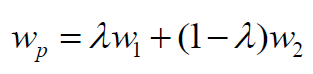 w_p = λw_1 + (1 − λ)w_2